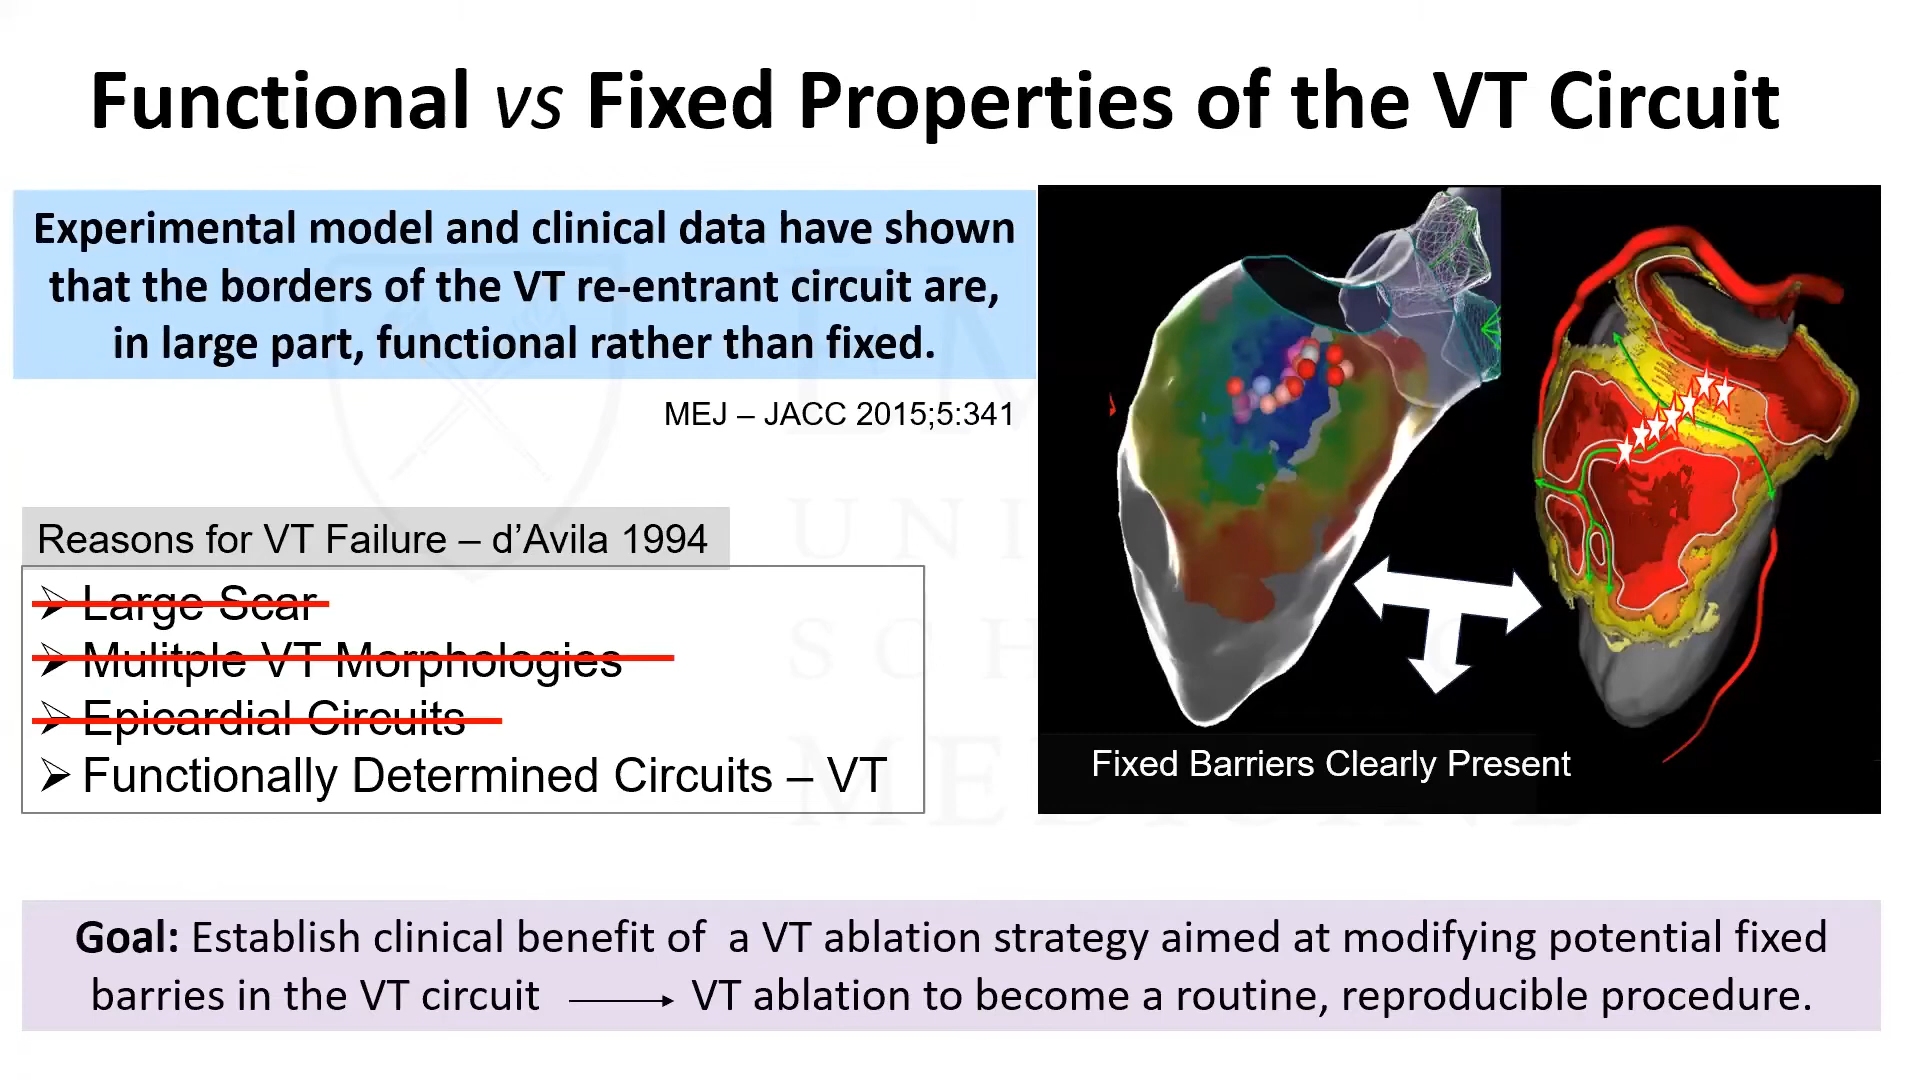 Functional vs Fixed Properties of the VT Circuit
Experimental model and clinical data have shown
that the borders of the VT re-entrant circuit are,
in large part, functional rather than fixed.
MEJ – JACC 2015;5:341
Reasons for VT Failure – d’Avila 1994
➢ Large Scar
➢ Mulitple VT Morphologies
➢ Epicardial Circuits
➢ Functionally Determined Circuits – VT
Fixed Barriers Clearly Present
Goal: Establish clinical benefit of a VT ablation strategy aimed at modifying potential fixed
barries in the VT circuit ⟶ VT ablation to become a routine, reproducible procedure.